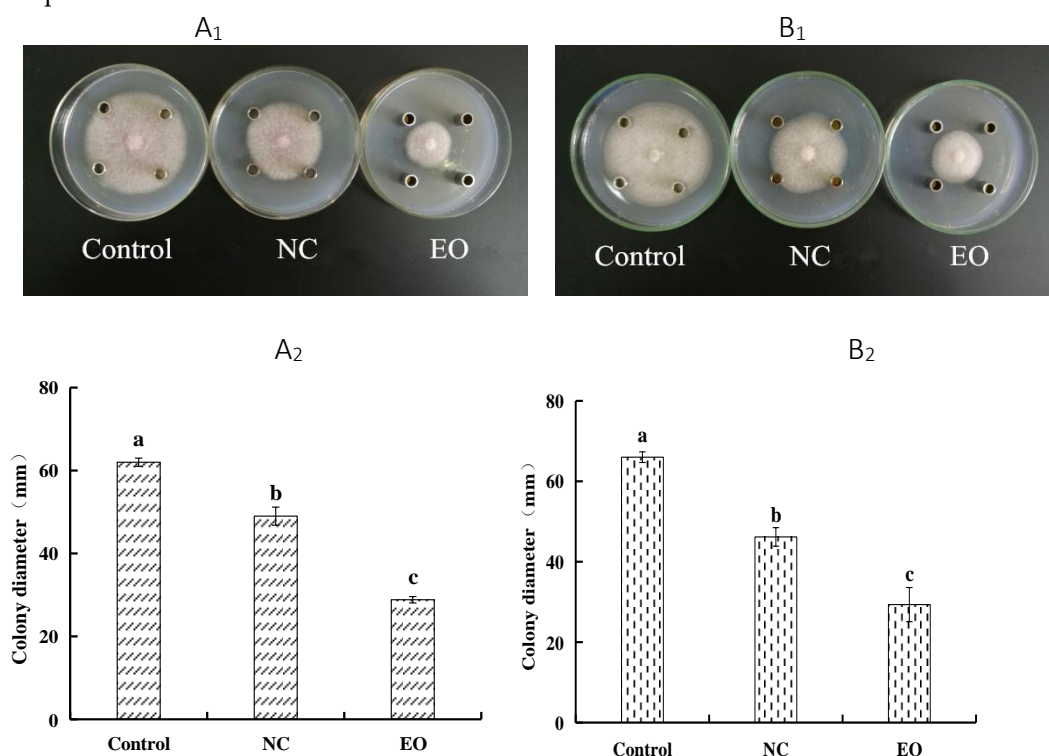 A₁
B₁
Control NC EO
Control NC EO
A₂
B₂
80
60
40
20
0
Colony diameter（mm）
a
b
c
Control NC EO
80
60
40
20
0
Colony diameter（mm）
a
b
c
Control NC EO